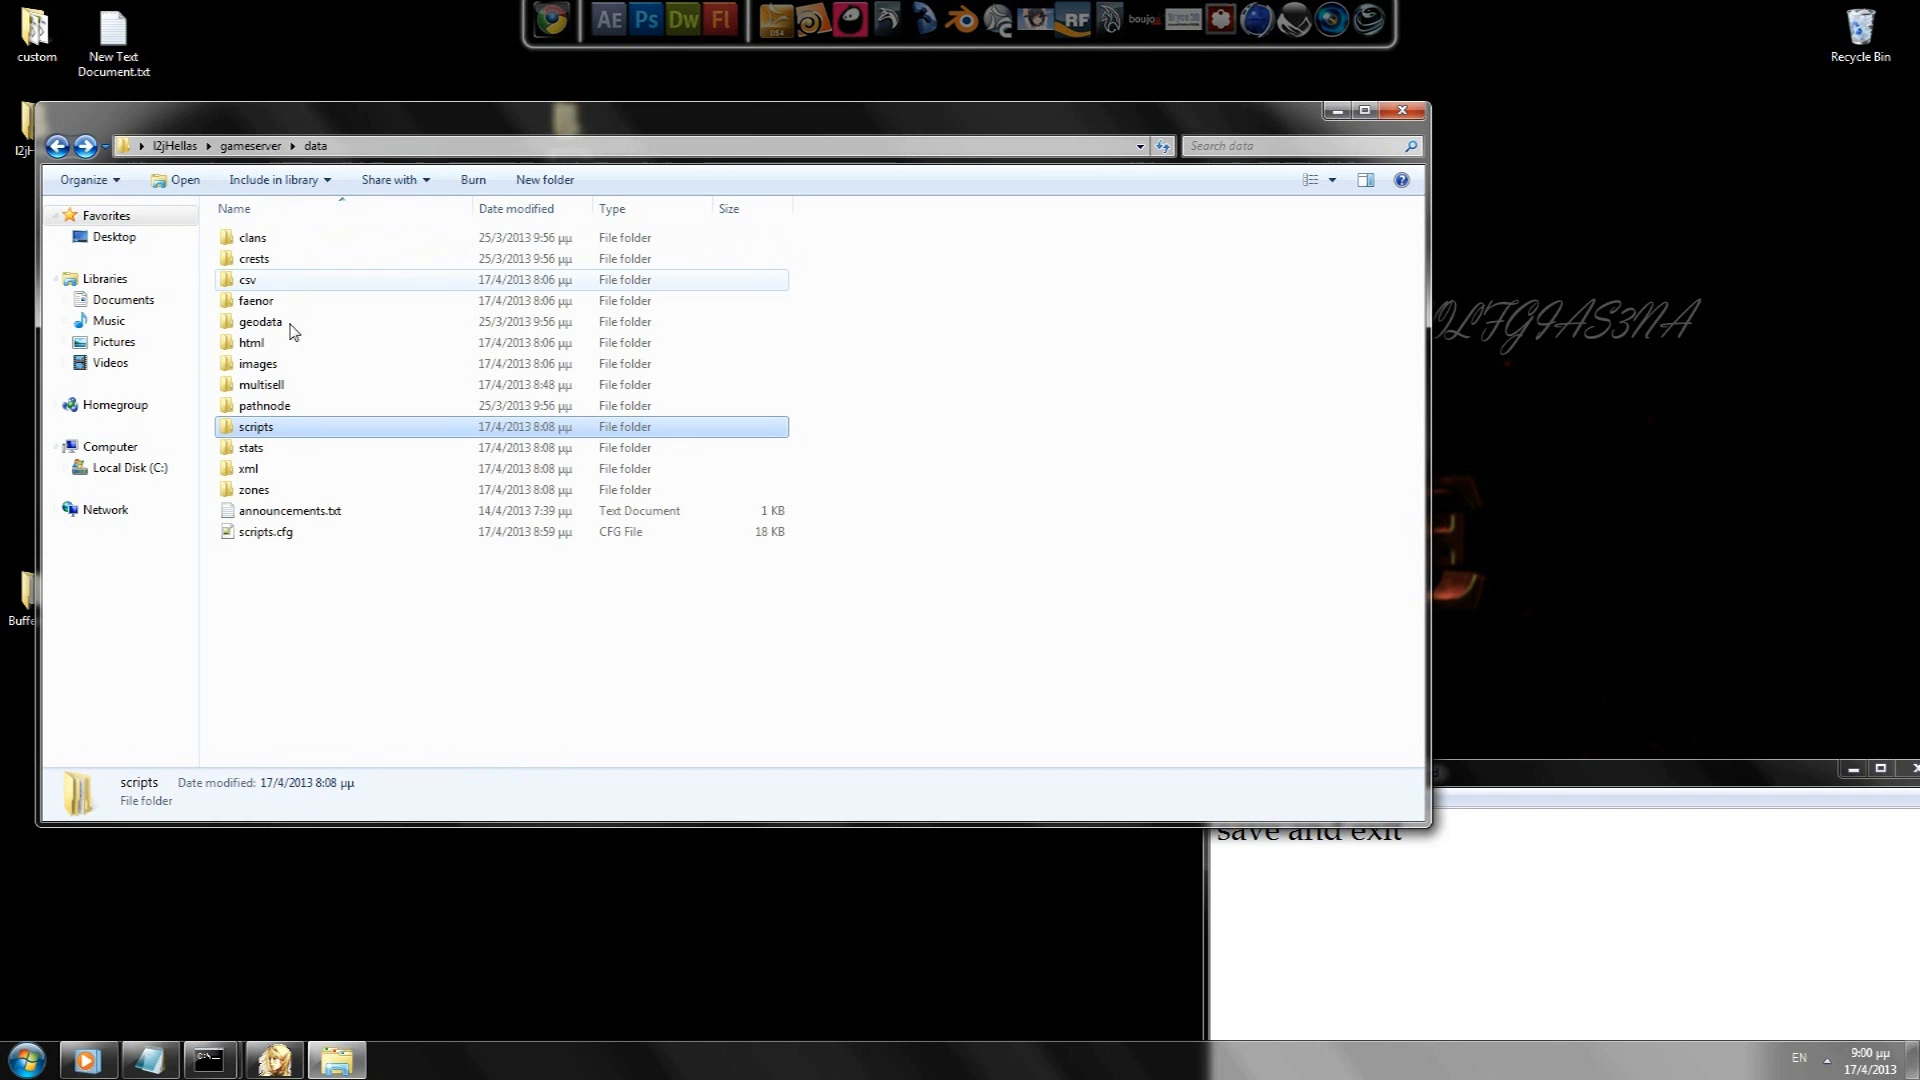 custom
New Text
Document.txt
AE Ps Dw Fl
DS4
RF
boujou
Recycle Bin
l2jHellas gameserver data
Search data
Organize Open Include in library Share with Burn New folder
Name Date modified Type Size
Favorites
Desktop
Libraries
Documents
Music
Pictures
Videos
Homegroup
Computer
Local Disk (C:)
Network
clans 25/3/2013 9:56 μμ File folder
crests 25/3/2013 9:56 μμ File folder
csv 17/4/2013 8:06 μμ File folder
faenor 17/4/2013 8:06 μμ File folder
geodata 25/3/2013 9:56 μμ File folder
html 17/4/2013 8:06 μμ File folder
images 17/4/2013 8:06 μμ File folder
multisell 17/4/2013 8:48 μμ File folder
pathnode 25/3/2013 9:56 μμ File folder
scripts 17/4/2013 8:08 μμ File folder
stats 17/4/2013 8:08 μμ File folder
xml 17/4/2013 8:08 μμ File folder
zones 17/4/2013 8:08 μμ File folder
announcements.txt 14/4/2013 7:39 μμ Text Document 1 KB
scripts.cfg 17/4/2013 8:59 μμ CFG File 18 KB
scripts Date modified: 17/4/2013 8:08 μμ
File folder
save and exit
EN
9:00 μμ
17/4/2013